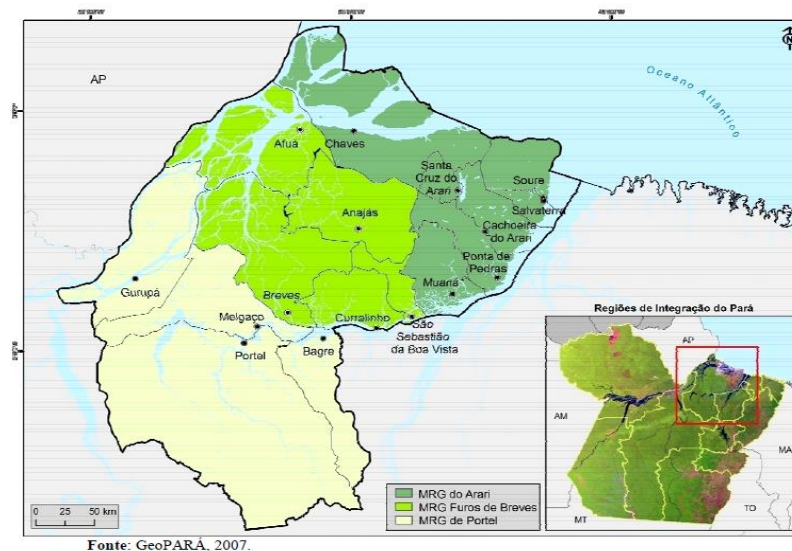 AP
Oceano Atlântico
Afuá
Chaves
Santa
Cruz do
Arari
Soure
Salvaterra
Cachoeira
do Arari
Anajás
Ponta de
Pedras
Muaná
Gurupá
Breves
Melgaço
Curralinho
São
Sebastião
da Boa Vista
Portel
Bagre
Regiões de Integração do Pará
AP
AM
MA
MT
TO
MRG do Arari
MRG Furos de Breves
MRG de Portel
0 25 50 km
Fonte: GeoPARÁ, 2007.